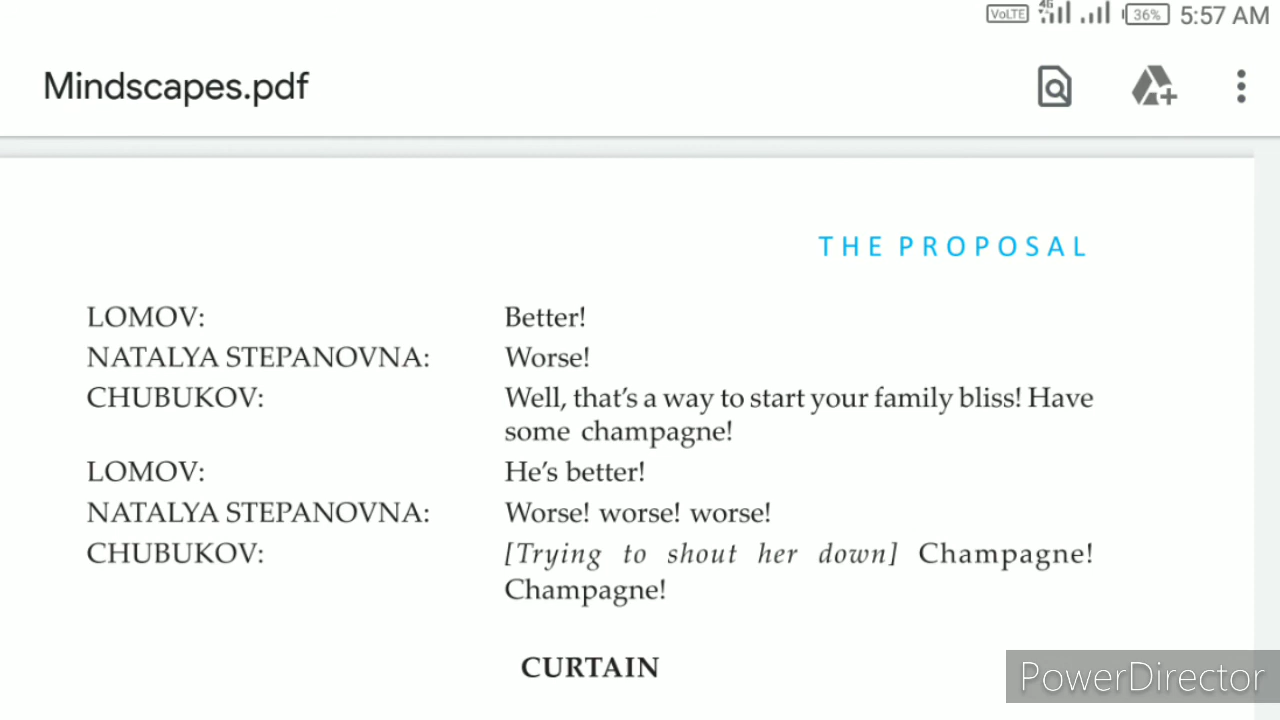 VoLTE 4G 36% 5:57 AM
Mindscapes.pdf
THE PROPOSAL
LOMOV: Better!
NATALYA STEPANOVNA: Worse!
CHUBUKOV: Well, that's a way to start your family bliss! Have
some champagne!
LOMOV: He's better!
NATALYA STEPANOVNA: Worse! worse! worse!
CHUBUKOV: [Trying to shout her down] Champagne!
Champagne!
CURTAIN
PowerDirector